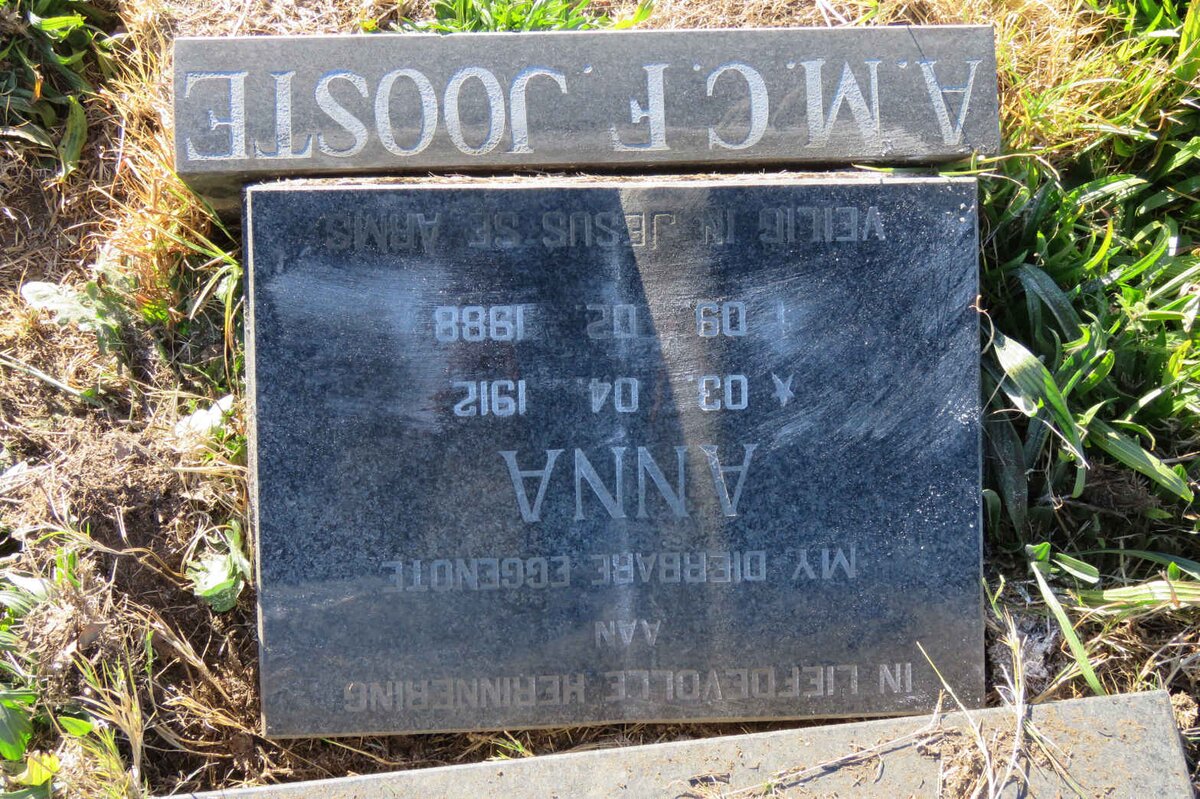 IN LIEFDEVOLLE HERINNERING
AAN
MY DIERBARE EGGENOTE
ANNA
★ 03. 04. 1912
† 09 02. 1988
VEILIG IN JESUS SE ARMS
A.M.C.F. JOOSTE